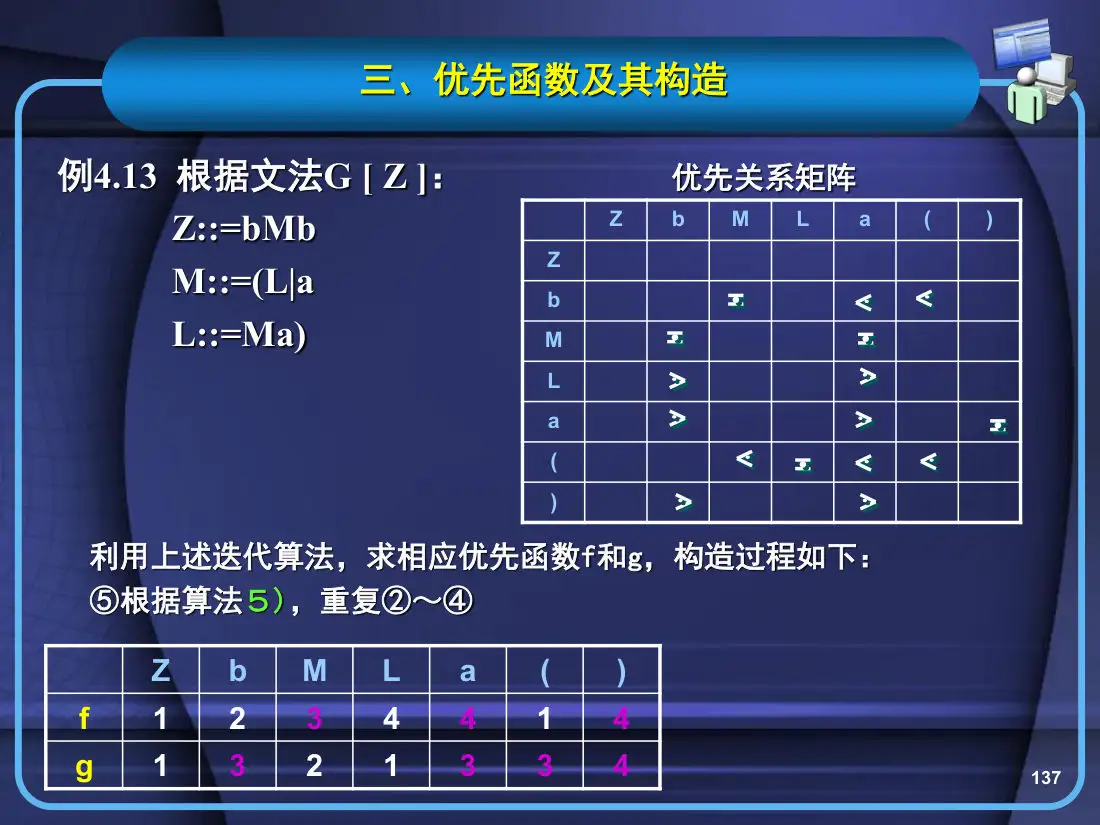 三、优先函数及其构造
例4.13 根据文法G [ Z ]：
Z::=bMb
M::=(L|a
L::=Ma)
优先关系矩阵
Z b M L a ( )
Z
b ≐ ⋖ ⋖
M ≐ ≐
L ⋗ ⋗
a ⋗ ⋗ ≐
( ⋖ ≐ ⋖ ⋖
) ⋗ ⋗
利用上述迭代算法，求相应优先函数f和g，构造过程如下：
⑤根据算法５），重复②～④
Z b M L a ( )
f 1 2 3 4 4 1 4
g 1 3 2 1 3 3 4
137